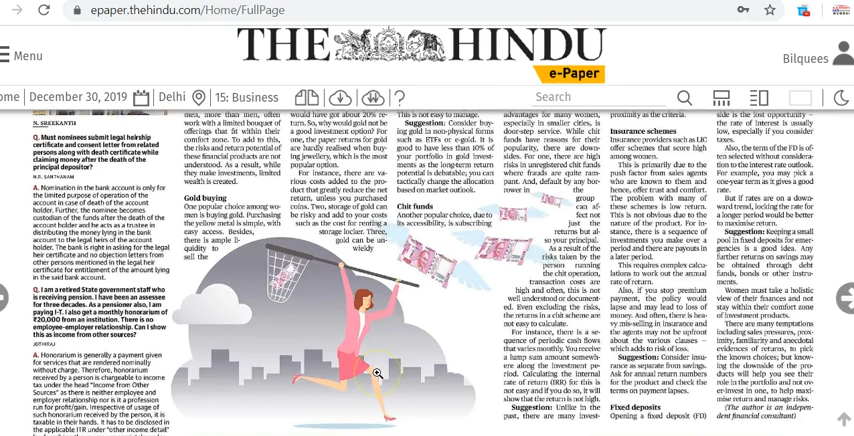 epaper.thehindu.com/Home/FullPage
THE HINDU
e-Paper
Menu
Bilquees
ome
December 30, 2019
Delhi
15: Business
?
Search
N. SREEKANTH
Q. Must nominees submit legal heirship
certificate and consent letter from related
persons along with death certificate while
claiming money after the death of the
principal depositor?
N.R. SANTHANAM
A. Nomination in the bank account is only for
the limited purpose of operation of the
account in case of death of the account
holder. Further, the nominee becomes
custodian of the funds after the death of the
account holder and he acts as a trustee in
distributing the money lying in the bank
account to the legal heirs of the account
holder. The bank is right in asking for the legal
heir certificate and no objection letters from
other persons mentioned in the legal heir
certificate for entitlement of the amount lying
in the said bank account.
Q. I am a retired State government staff who
is receiving pension. I have been an assessee
for three decades. As a pensioner also, I am
paying I-T. I also get a monthly honorarium of
₹20,000 from an institution. There is no
employee-employer relationship. Can I show
this as income from other sources?
JOTHIRAJ
A. Honorarium is generally a payment given
for services that are rendered nominally
without charge. Therefore, honorarium
received by a person is chargeable to income
tax under the head "Income from Other
Sources" as there is neither employee and
employer relationship nor is it a profession
run for profit/gain. Irrespective of usage of
such honorarium received by the person, it is
taxable in their hands. It has to be disclosed in
the applicable ITR under "other income detail"
men, more than men, often
work with a limited bouquet of
offerings that fit within their
comfort zone. To add to this,
the risks and return potential of
these financial products are not
understood. As a result, while
they make investments, limited
wealth is created.
Gold buying
One popular choice among wo-
men is buying gold. Purchasing
the yellow metal is simple, with
easy access. Besides,
there is ample li-
quidity to
sell the
would have got about 20% re-
turn. So, why would gold not be
a good investment option? For
one, the paper returns for gold
are hardly realised when buy-
ing jewellery, which is the most
popular option.
For instance, there are va-
rious costs added to the pro-
duct that greatly reduce the net
return, unless you purchase
coins. Two, storage of gold can
be risky and add to your costs
such as the cost for renting a
storage locker. Three,
gold can be un-
wieldy
This is not easy to manage.
Suggestion: Consider buy-
ing gold in non-physical forms
such as ETFs or e-gold. It is
good to have less than 10% of
your portfolio in gold invest-
ments as the long-term return
potential is debatable; you can
tactically change the allocation
based on market outlook.
Chit funds
Another popular choice, due to
its accessibility, is subscribing
advantages for many women,
especially in smaller cities, is
door-step service. While chit
funds have reasons for their
popularity, there are down-
sides. For one, there are high
risks in unregistered chit funds
where frauds are quite ram-
pant. And, default by any bor-
rower in the
group
can af-
fect not
just the
returns but al-
so your principal.
As a result of the
risks taken by the
person running
the chit operation,
transaction costs are
high and often, this is not
well understood or document-
ed. Even excluding the risks,
the returns in a chit scheme are
not easy to calculate.
For instance, there is a se-
quence of periodic cash flows
that varies monthly. You receive
a lump sum amount somewh-
ere along the investment pe-
riod. Calculating the internal
rate of return (IRR) for this is
not easy and if you do so, it will
show that the return is not high.
Suggestion: Unlike in the
past, there are many invest-
proximity as the criteria.
Insurance schemes
Insurance providers such as LIC
offer schemes that score high
among women.
This is primarily due to the
push factor from sales agents
who are known to them and
hence, offer trust and comfort.
The problem with many of
these schemes is low return.
This is not obvious due to the
nature of the product. For in-
stance, there is a sequence of
investments you make over a
period and there are payouts in
a later period.
This requires complex calcu-
lations to work out the annual
rate of return.
Also, if you stop premium
payment, the policy would
lapse and may lead to loss of
money. And often, there is hea-
vy mis-selling in insurance and
the agents may not be upfront
about the various clauses –
which adds to risk of loss.
Suggestion: Consider insu-
rance as separate from savings.
Ask for annual return numbers
for the product and check the
terms on payment lapses.
Fixed deposits
Opening a fixed deposit (FD)
side is the lost opportunity –
the rate of interest is usually
low, especially if you consider
taxes.
Also, the term of the FD is of-
ten selected without considera-
tion to the interest rate outlook.
For example, you may pick a
one-year term as it gives a good
rate.
But if rates are on a down-
ward trend, locking the rate for
a longer period would be better
to maximise return.
Suggestion: Keeping a small
pool in fixed deposits for emer-
gencies is a good idea. Any
further returns on savings may
be obtained through debt
funds, bonds or other instru-
ments.
Women must take a holistic
view of their finances and not
stay within their comfort zone
of investment products.
There are many temptations
including sales pressures, prox-
imity, familiarity and anecdotal
evidences of returns, to pick
the known choices; but know-
ing the downside of the pro-
ducts will help you see their
role in the portfolio and not ov-
er-invest in one, to help maxi-
mise return and manage risks.
(The author is an indepen-
dent financial consultant)